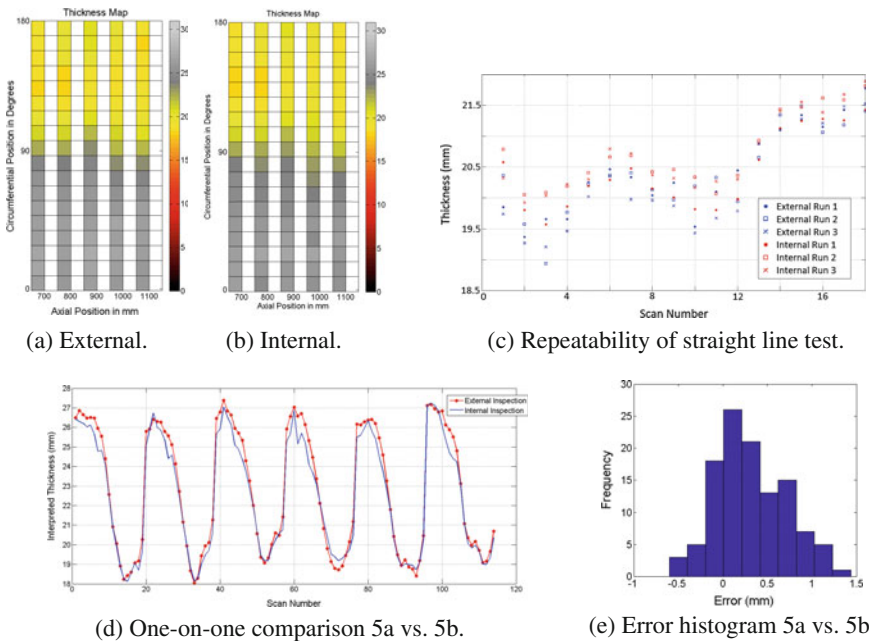 Thickness Map
Circumferential Position in Degrees
180
90
0
700 800 900 1000 1100
Axial Position in mm
30
25
20
15
10
5
0
(a) External.
Thickness Map
Circumferential Position in Degrees
180
90
0
700 800 900 1000 1100
Axial Position in mm
30
25
20
15
10
5
0
(b) Internal.
Thickness (mm)
21.5
20.5
19.5
18.5
0 4 8 12 16
Scan Number
External Run 1
External Run 2
External Run 3
Internal Run 1
Internal Run 2
Internal Run 3
(c) Repeatability of straight line test.
Interpreted Thickness (mm)
28
27
26
25
24
23
22
21
20
19
18
0 20 40 60 80 100 120
Scan Number
External Inspection
Internal Inspection
(d) One-on-one comparison 5a vs. 5b.
Frequency
30
25
20
15
10
5
0
-1 -0.5 0 0.5 1 1.5
Error (mm)
(e) Error histogram 5a vs. 5b